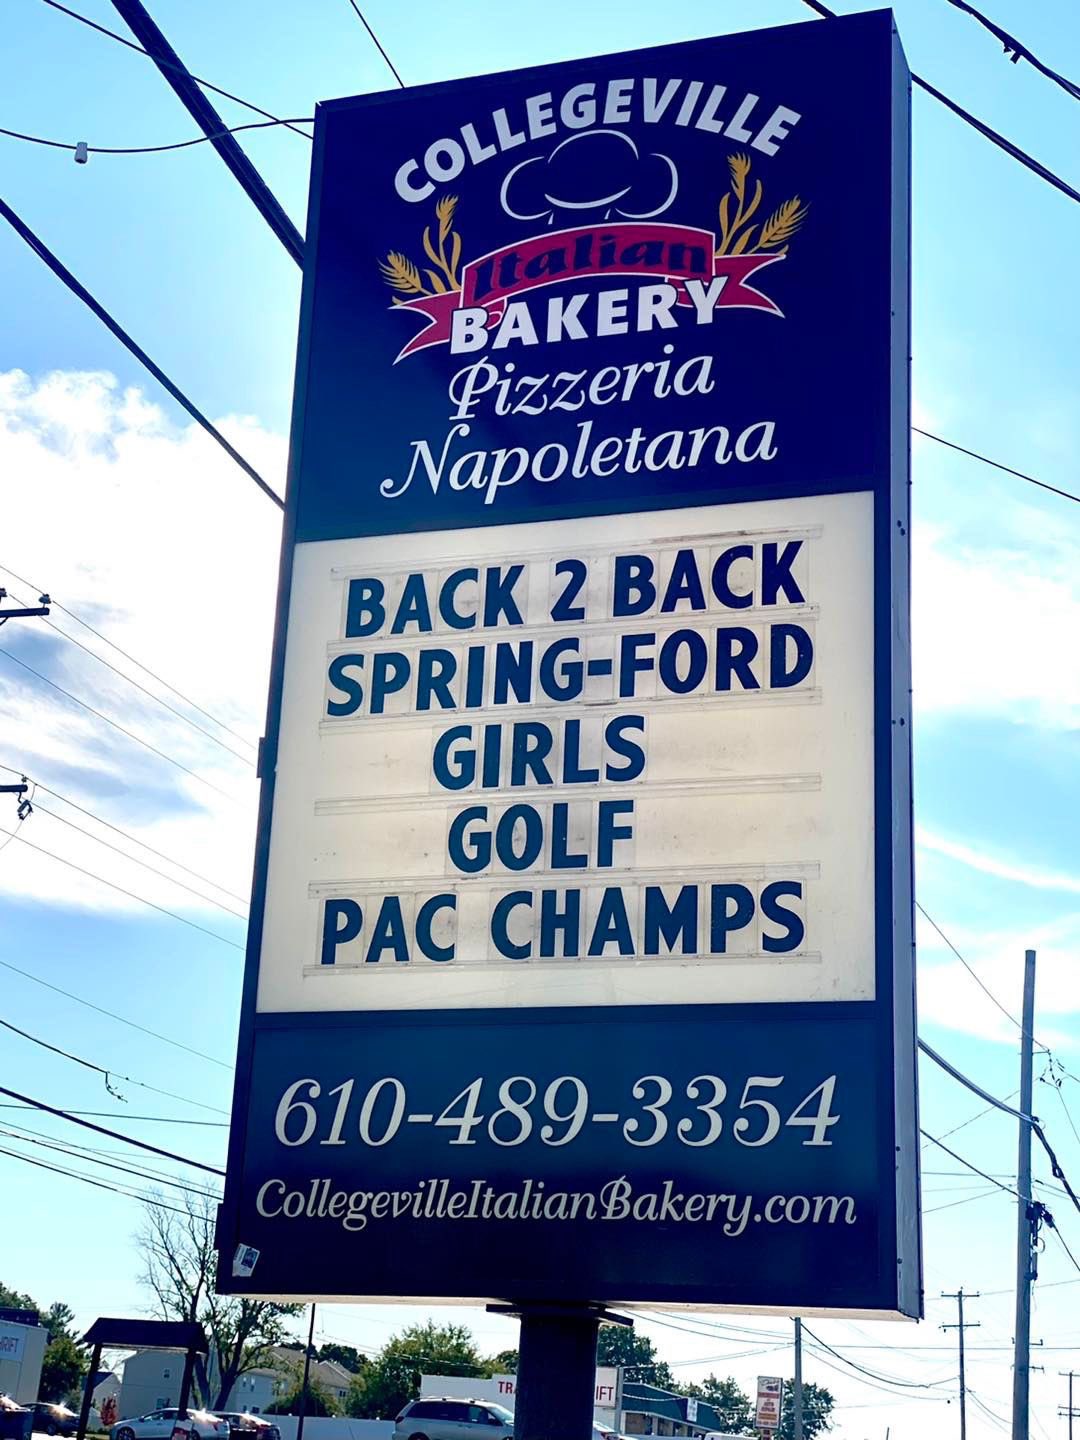 COLLEGEVILLE
Italian
BAKERY
Pizzeria
Napoletana
BACK 2 BACK
SPRING-FORD
GIRLS
GOLF
PAC CHAMPS
610-489-3354
CollegevilleItalianBakery.com